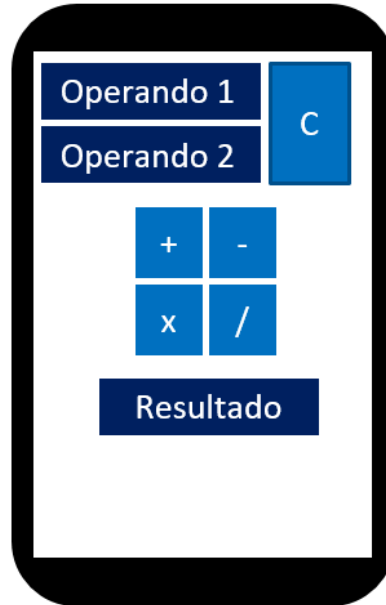 Operando 1
C
Operando 2
+ -
x /
Resultado